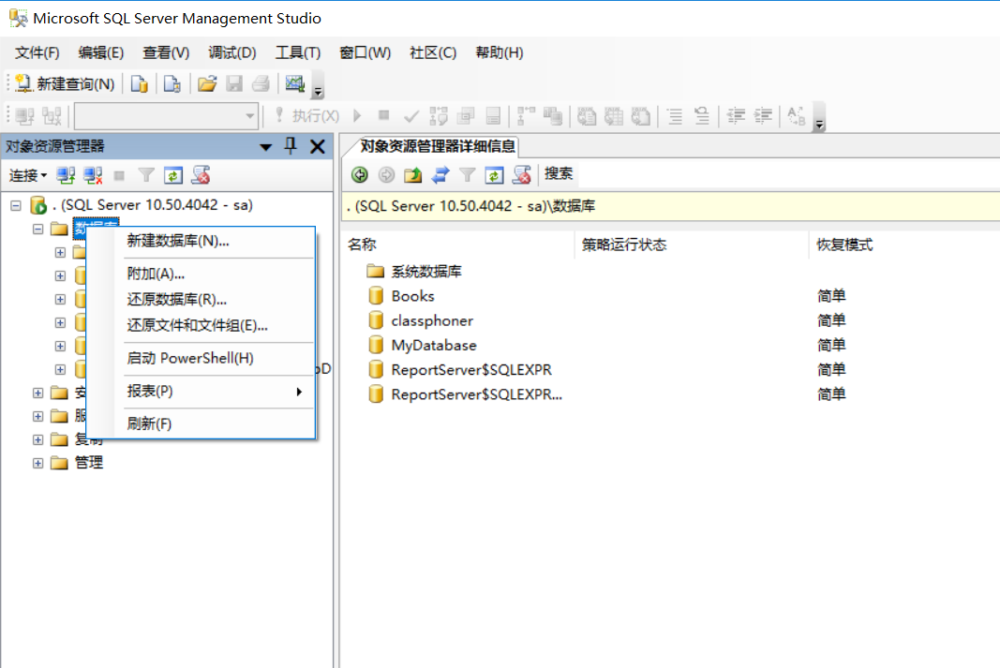 Microsoft SQL Server Management Studio
文件(F) 编辑(E) 查看(V) 调试(D) 工具(T) 窗口(W) 社区(C) 帮助(H)
新建查询(N)
执行(X)
对象资源管理器
连接
. (SQL Server 10.50.4042 - sa)
数据库
新建数据库(N)...
附加(A)...
还原数据库(R)...
还原文件和文件组(E)...
启动 PowerShell(H)
报表(P)
刷新(F)
复制
管理
对象资源管理器详细信息
搜索
. (SQL Server 10.50.4042 - sa)\数据库
名称 策略运行状态 恢复模式
系统数据库
Books 简单
classphoner 简单
MyDatabase 简单
ReportServer$SQLEXPR 简单
ReportServer$SQLEXPR... 简单